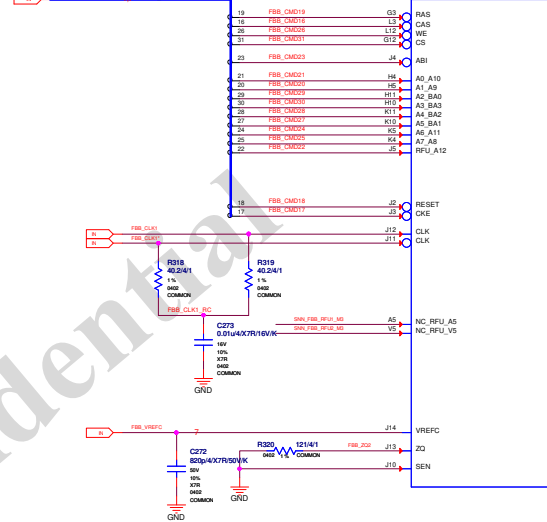 19 FBB_CMD19 G3 RAS
16 FBB_CMD16 L3 CAS
26 FBB_CMD26 L12 WE
31 FBB_CMD31 G12 CS
23 FBB_CMD23 J4 ABI
21 FBB_CMD21 H4 A0_A10
20 FBB_CMD20 H5 A1_A9
29 FBB_CMD29 H11 A2_BA0
30 FBB_CMD30 H10 A3_BA3
28 FBB_CMD28 K11 A4_BA2
27 FBB_CMD27 K10 A5_BA1
24 FBB_CMD24 K5 A6_A11
25 FBB_CMD25 K4 A7_A8
22 FBB_CMD22 J5 RFU_A12
18 FBB_CMD18 J2 RESET
17 FBB_CMD17 J3 CKE
IN FBB_CLK1 J12 CLK
IN FBB_CLK1* J11 CLK
R318
40.2/4/1
1 %
0402
COMMON
R319
40.2/4/1
1 %
0402
COMMON
FBB_CLK1_RC
C273
0.01u/4/X7R/16V/K
16V
10%
X7R
0402
COMMON
GND
SNN_FBB_RFU1_M3 A5 NC_RFU_A5
SNN_FBB_RFU2_M3 V5 NC_RFU_V5
IN FBB_VREFC 7 J14 VREFC
R320 121/4/1
0402 1 % COMMON
FBB_ZQ2 J13 ZQ
J10 SEN
C272
820p/4/X7R/50V/K
50V
10%
X7R
0402
COMMON
GND
GND
dential